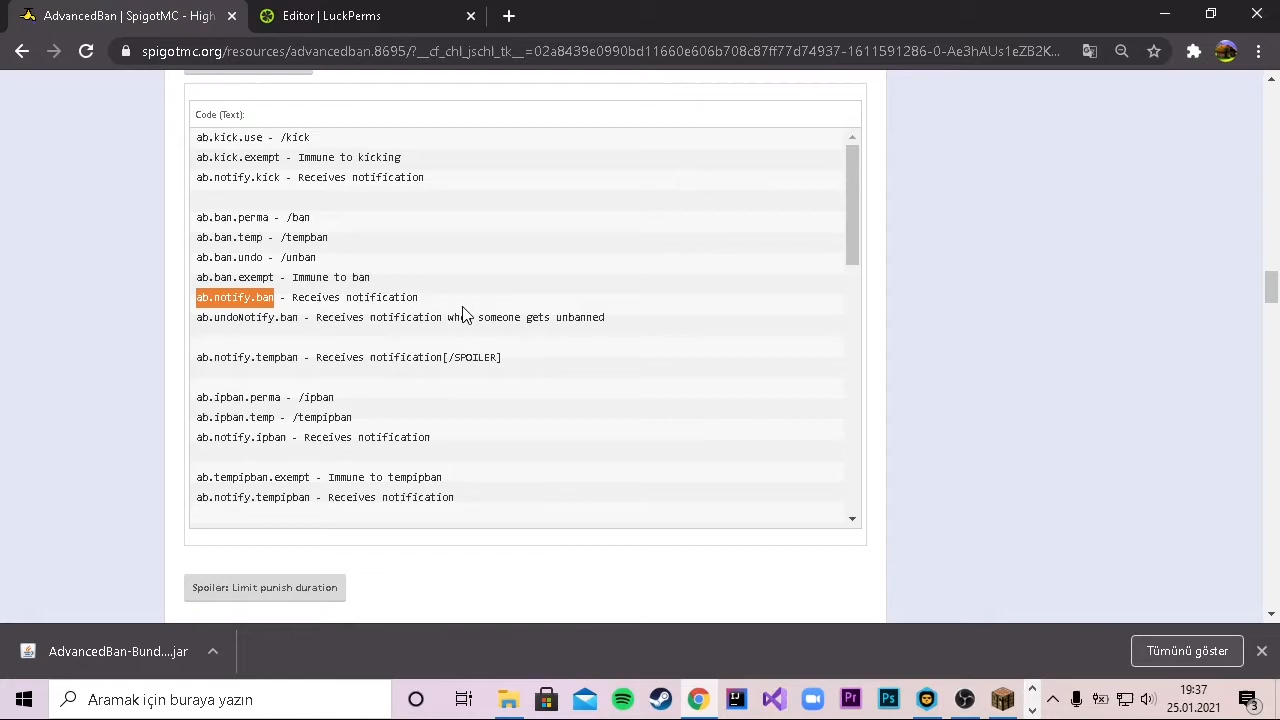 AdvancedBan | SpigotMC - High
Editor | LuckPerms
spigotmc.org/resources/advancedban.8695/?__cf_chl_jschl_tk__=02a8439e0990bd11660e606b708c87ff77d74937-1611591286-0-Ae3hAUs1eZB2K...
Code (Text):
ab.kick.use - /kick
ab.kick.exempt - Immune to kicking
ab.notify.kick - Receives notification
ab.ban.perma - /ban
ab.ban.temp - /tempban
ab.ban.undo - /unban
ab.ban.exempt - Immune to ban
ab.notify.ban - Receives notification
ab.undoNotify.ban - Receives notification when someone gets unbanned
ab.notify.tempban - Receives notification[/SPOILER]
ab.ipban.perma - /ipban
ab.ipban.temp - /tempipban
ab.notify.ipban - Receives notification
ab.tempipban.exempt - Immune to tempipban
ab.notify.tempipban - Receives notification
Spoiler: Limit punish duration
AdvancedBan-Bund....jar
Tümünü göster
Aramak için buraya yazın
Pr
Ps
19:37
25.01.2021
3